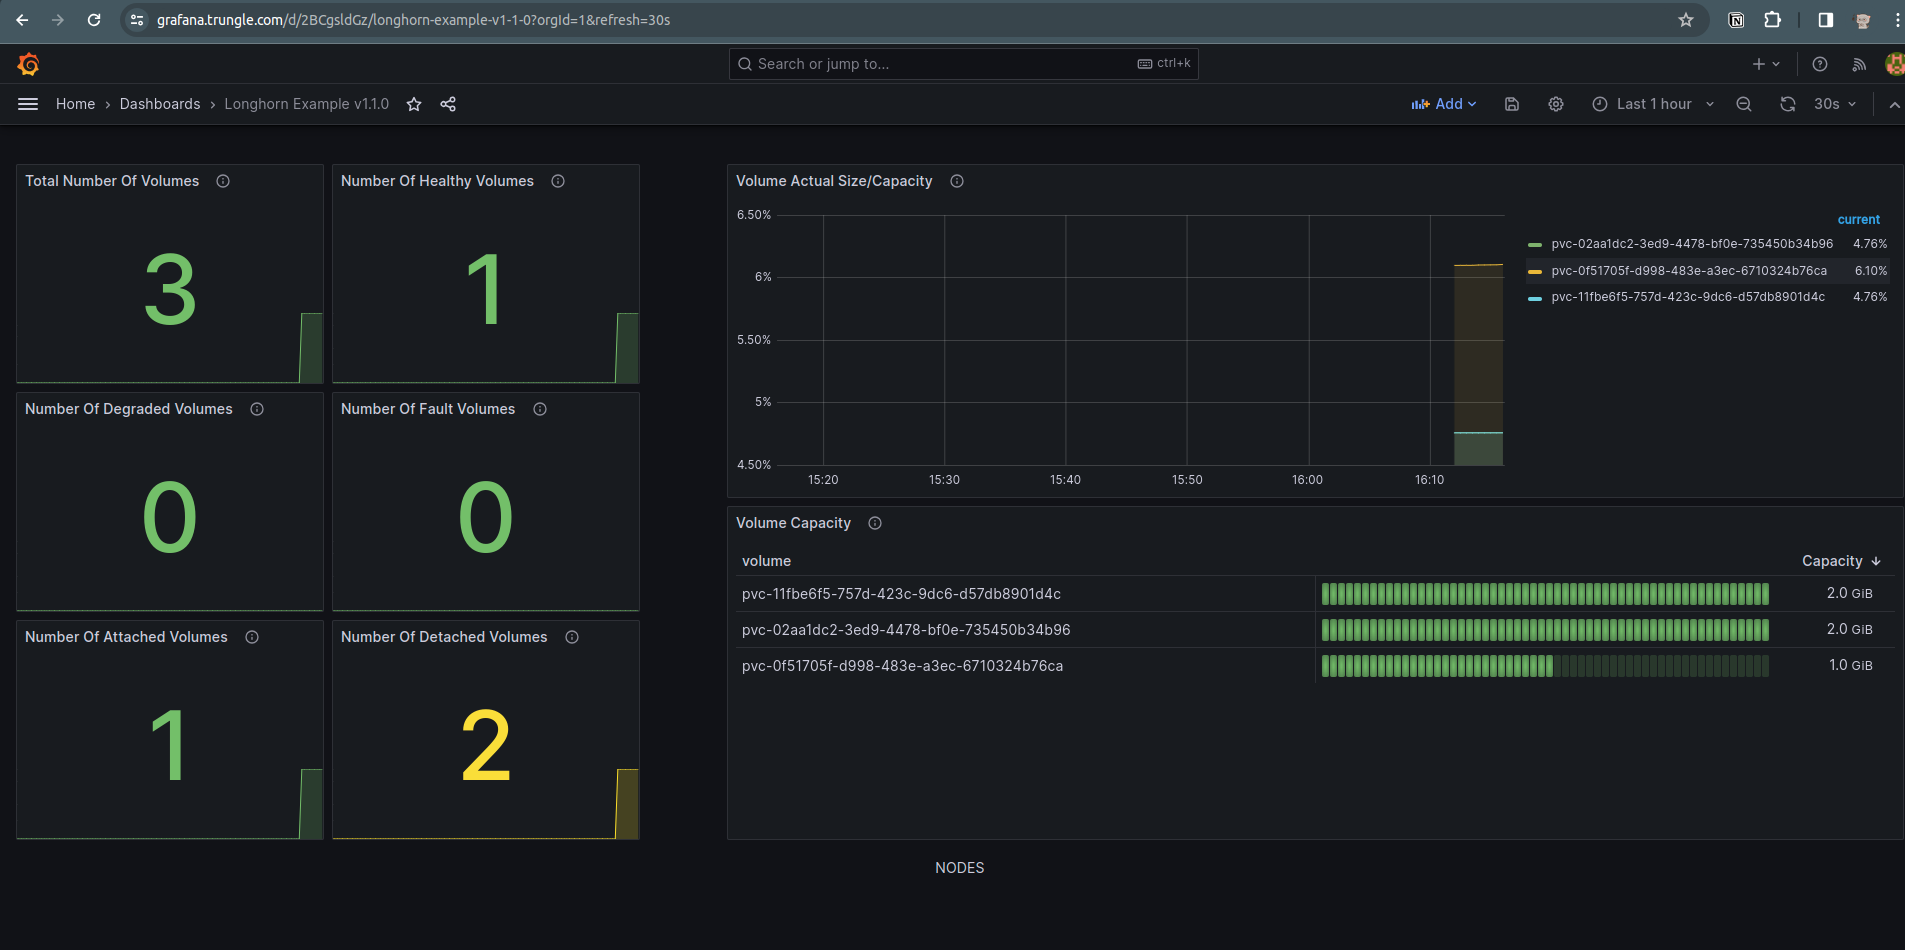 grafana.trungle.com/d/2BCgsldGz/longhorn-example-v1-1-0?orgId=1&refresh=30s
Search or jump to... ctrl+k
Home › Dashboards › Longhorn Example v1.1.0 Add Last 1 hour 30s
Total Number Of Volumes
3
Number Of Healthy Volumes
1
Number Of Degraded Volumes
0
Number Of Fault Volumes
0
Number Of Attached Volumes
1
Number Of Detached Volumes
2
Volume Actual Size/Capacity
6.50%
6%
5.50%
5%
4.50%
15:20 15:30 15:40 15:50 16:00 16:10
current
pvc-02aa1dc2-3ed9-4478-bf0e-735450b34b96 4.76%
pvc-0f51705f-d998-483e-a3ec-6710324b76ca 6.10%
pvc-11fbe6f5-757d-423c-9dc6-d57db8901d4c 4.76%
Volume Capacity
volume Capacity
pvc-11fbe6f5-757d-423c-9dc6-d57db8901d4c 2.0 GiB
pvc-02aa1dc2-3ed9-4478-bf0e-735450b34b96 2.0 GiB
pvc-0f51705f-d998-483e-a3ec-6710324b76ca 1.0 GiB
NODES